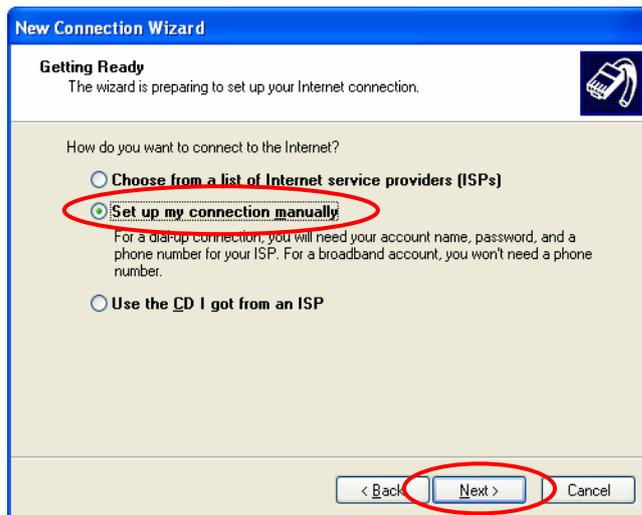 New Connection Wizard
Getting Ready
The wizard is preparing to set up your Internet connection.
How do you want to connect to the Internet?
Choose from a list of Internet service providers (ISPs)
Set up my connection manually
For a dial-up connection, you will need your account name, password, and a
phone number for your ISP. For a broadband account, you won't need a phone
number.
Use the CD I got from an ISP
< Back Next > Cancel